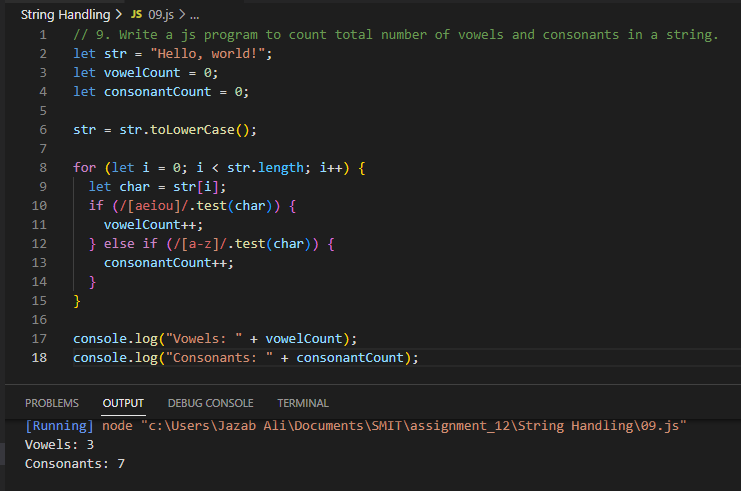 String Handling > JS 09.js > ...
1 // 9. Write a js program to count total number of vowels and consonants in a string.
2 let str = "Hello, world!";
3 let vowelCount = 0;
4 let consonantCount = 0;
5
6 str = str.toLowerCase();
7
8 for (let i = 0; i < str.length; i++) {
9   let char = str[i];
10   if (/[aeiou]/.test(char)) {
11     vowelCount++;
12   } else if (/[a-z]/.test(char)) {
13     consonantCount++;
14   }
15 }
16
17 console.log("Vowels: " + vowelCount);
18 console.log("Consonants: " + consonantCount);
PROBLEMS OUTPUT DEBUG CONSOLE TERMINAL
[Running] node "c:\Users\Jazab Ali\Documents\SMIT\assignment_12\String Handling\09.js"
Vowels: 3
Consonants: 7